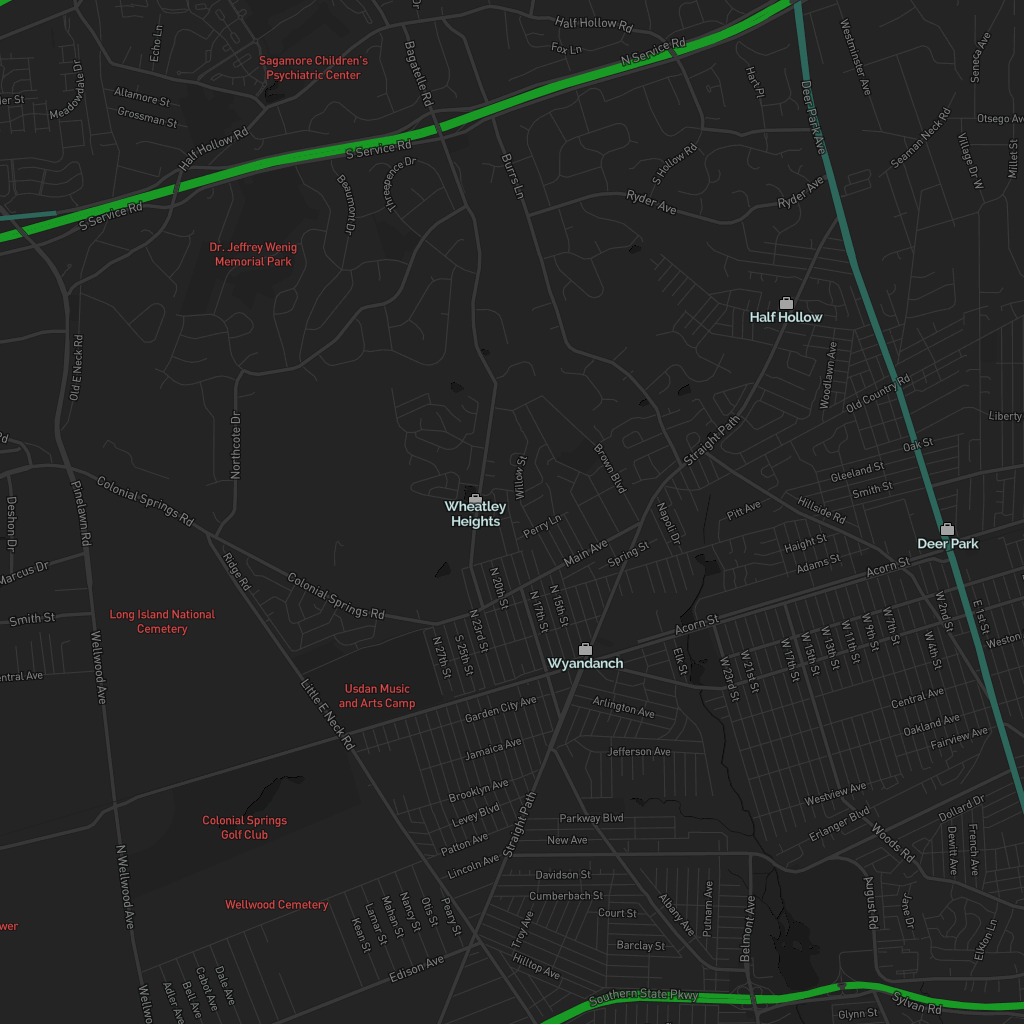 Half Hollow Rd
Echo Ln
Bagatelle Rd
Fox Ln
N Service Rd
Westminster Ave
Seneca Ave
Sagamore Children's
Psychiatric Center
Meadowdale Dr
Altamore St
Grossman St
Hart Pl
Deer Park Ave
Otsego Ave
Half Hollow Rd
S Service Rd
Seaman Neck Rd
Village Dr W
Millet St
S Hollow Rd
Threepence Dr
Beaumont Dr
Burrs Ln
Ryder Ave
Ryder Ave
S Service Rd
Dr. Jeffrey Wenig
Memorial Park
Half Hollow
Old E Neck Rd
Woodlawn Ave
Old Country Rd
Liberty
Northcote Dr
Straight Path
Oak St
Brown Blvd
Willow St
Gleeland St
Smith St
Colonial Springs Rd
Pinelawn Rd
Deshon Dr
Wheatley
Heights
Napoli Dr
Pitt Ave
Hillside Rd
Perry Ln
Main Ave
Spring St
Haight St
Adams St
Acorn St
Deer Park
Marcus Dr
Ridge Rd
Colonial Springs Rd
N 20th St
N 17th St
N 15th St
Smith St
Long Island National
Cemetery
N 27th St
S 25th St
N 23rd St
Acorn St
Elk St
W 23rd St
W 21st St
W 17th St
W 15th St
W 13th St
W 11th St
W 9th St
W 7th St
W 4th St
W 2nd St
E 1st St
Weston
Wyandanch
Wellwood Ave
Usdan Music
and Arts Camp
Little E Neck Rd
Garden City Ave
Arlington Ave
Central Ave
Oakland Ave
Fairview Ave
Jamaica Ave
Jefferson Ave
Brooklyn Ave
Levey Blvd
Westview Ave
Erlanger Blvd
Dollard Dr
Colonial Springs
Golf Club
Parkway Blvd
New Ave
Patton Ave
Lincoln Ave
Straight Path
Woods Rd
Dewitt Ave
French Ave
N Wellwood Ave
Davidson St
Cumberbach St
Court St
Albany Ave
Putnam Ave
Belmont Ave
August Rd
Jane Dr
Elkton Ln
Wellwood Cemetery
Kean St
Lamar St
Mahan St
Nancy St
Otis St
Peary St
Troy Ave
Barclay St
Hilltop Ave
Edison Ave
Adler Ave
Bell Ave
Cabot Ave
Dale Ave
Southern State Pkwy
Sylvan Rd
Glynn St